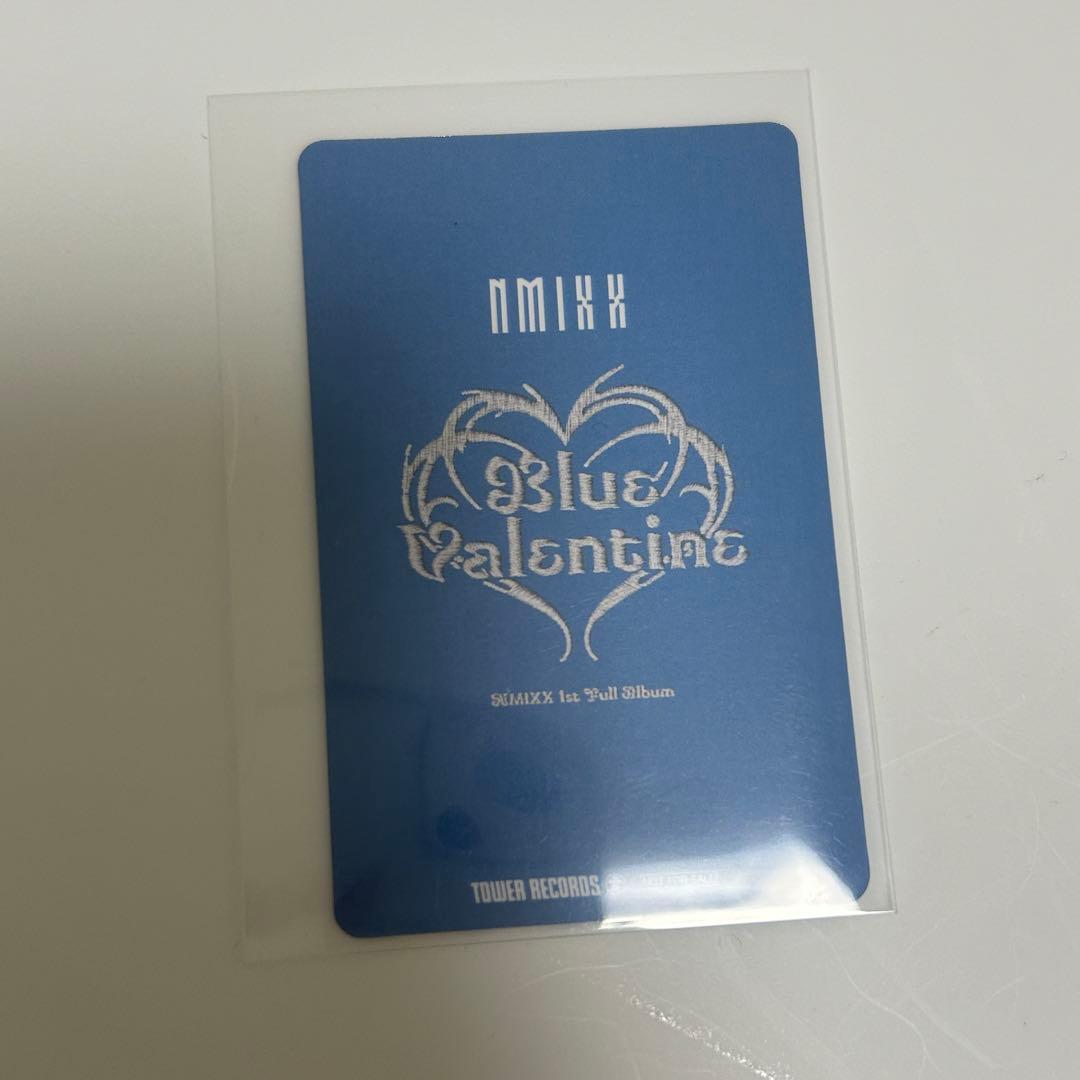 NMIXX
Blue
Valentine
NMIXX 1st Full Album
TOWER RECORDS